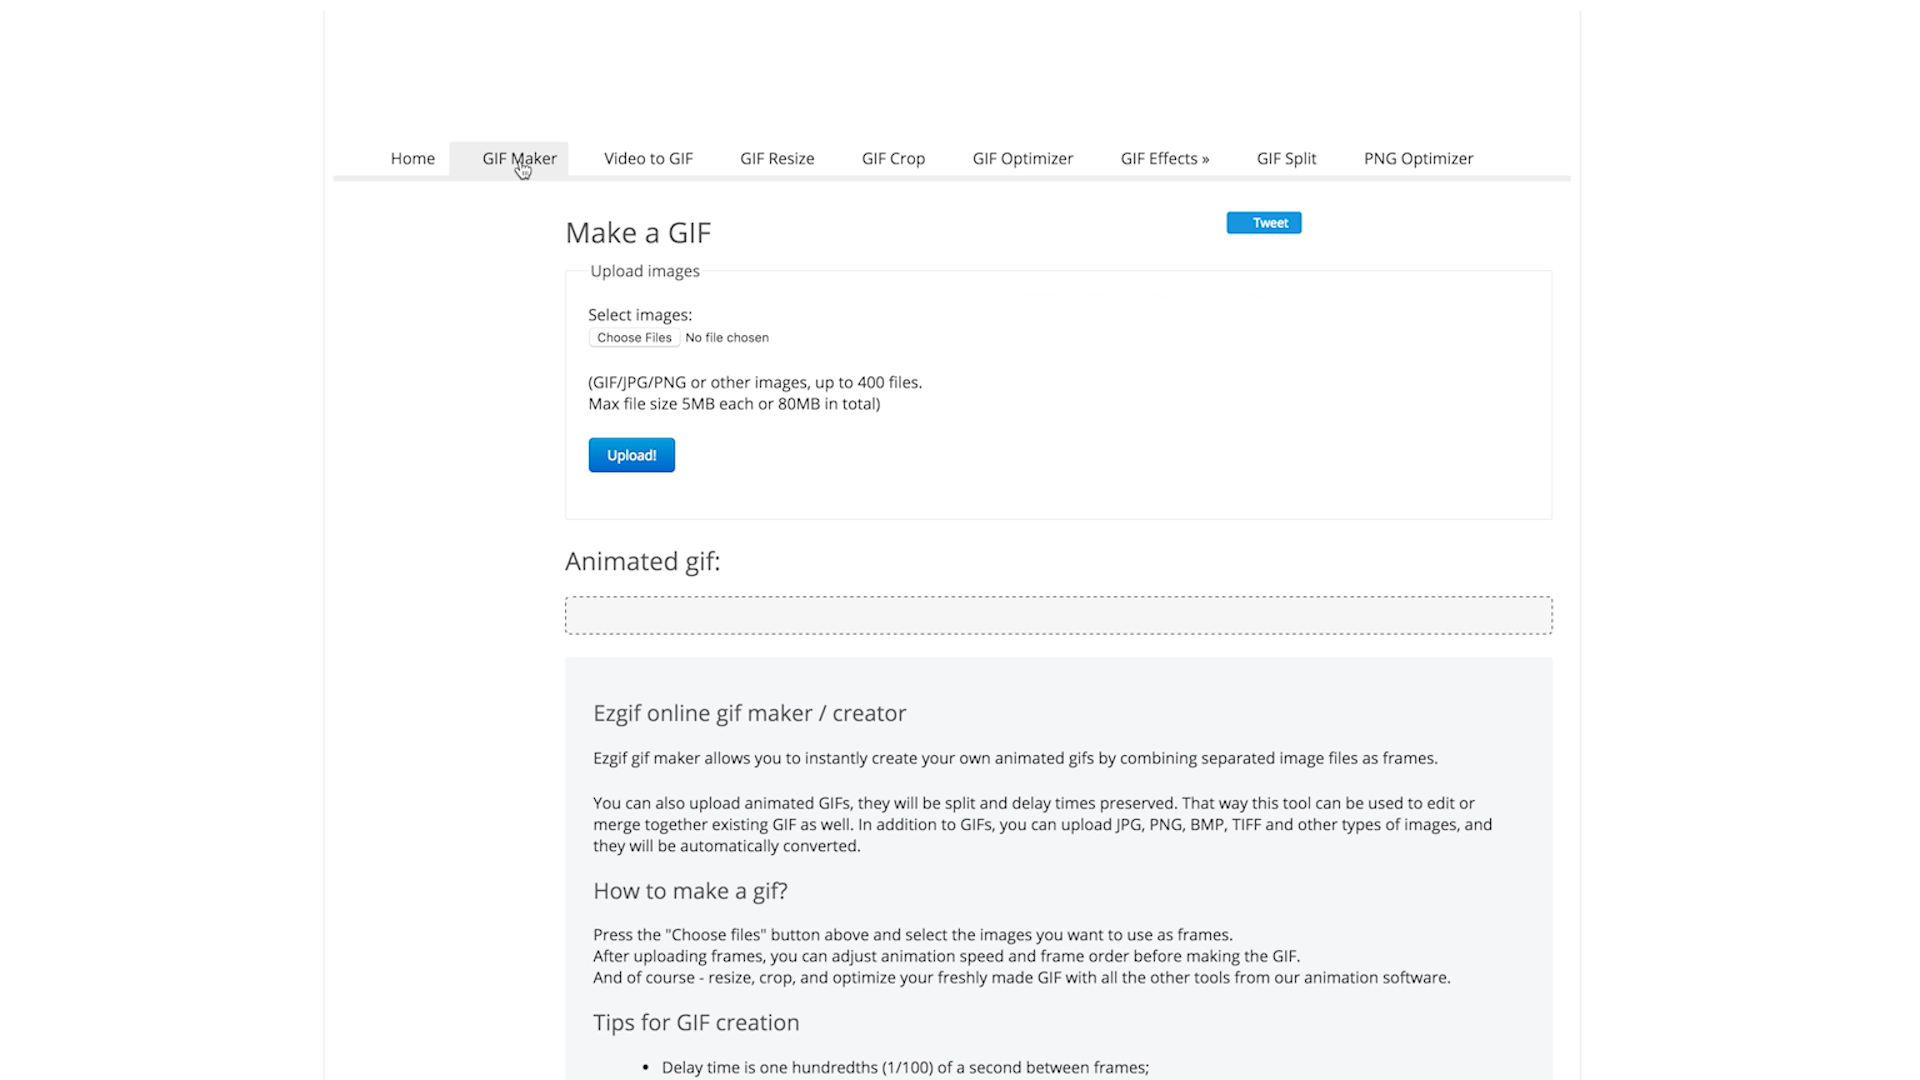 Home GIF Maker Video to GIF GIF Resize GIF Crop GIF Optimizer GIF Effects » GIF Split PNG Optimizer
Make a GIF
Tweet
Upload images
Select images:
Choose Files No file chosen
(GIF/JPG/PNG or other images, up to 400 files.
Max file size 5MB each or 80MB in total)
Upload!
Animated gif:
Ezgif online gif maker / creator
Ezgif gif maker allows you to instantly create your own animated gifs by combining separated image files as frames.
You can also upload animated GIFs, they will be split and delay times preserved. That way this tool can be used to edit or
merge together existing GIF as well. In addition to GIFs, you can upload JPG, PNG, BMP, TIFF and other types of images, and
they will be automatically converted.
How to make a gif?
Press the "Choose files" button above and select the images you want to use as frames.
After uploading frames, you can adjust animation speed and frame order before making the GIF.
And of course - resize, crop, and optimize your freshly made GIF with all the other tools from our animation software.
Tips for GIF creation
• Delay time is one hundredths (1/100) of a second between frames;